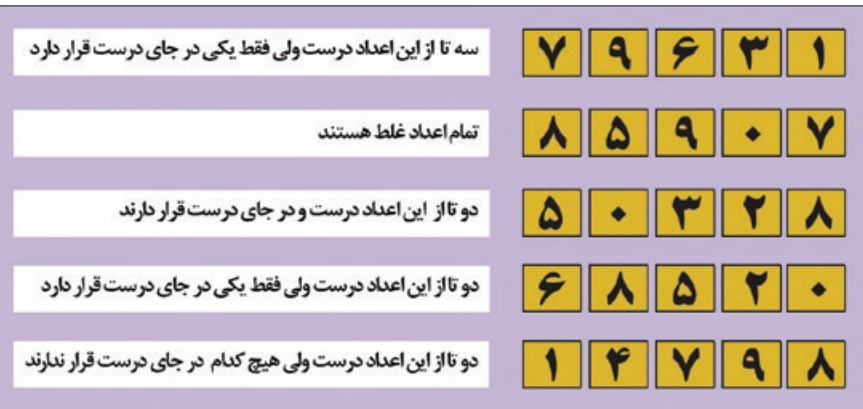 سه تا از این اعداد درست ولی فقط یکی در جای درست قرار دارد
۷ ۹ ۶ ۳ ۱
تمام اعداد غلط هستند
۸ ۵ ۹ ۰ ۷
دو تا از این اعداد درست و در جای درست قرار دارند
۵ ۰ ۳ ۲ ۸
دو تا از این اعداد درست ولی فقط یکی در جای درست قرار دارد
۶ ۸ ۵ ۲ ۰
دو تا از این اعداد درست ولی هیچ کدام در جای درست قرار ندارند
۱ ۴ ۷ ۹ ۸